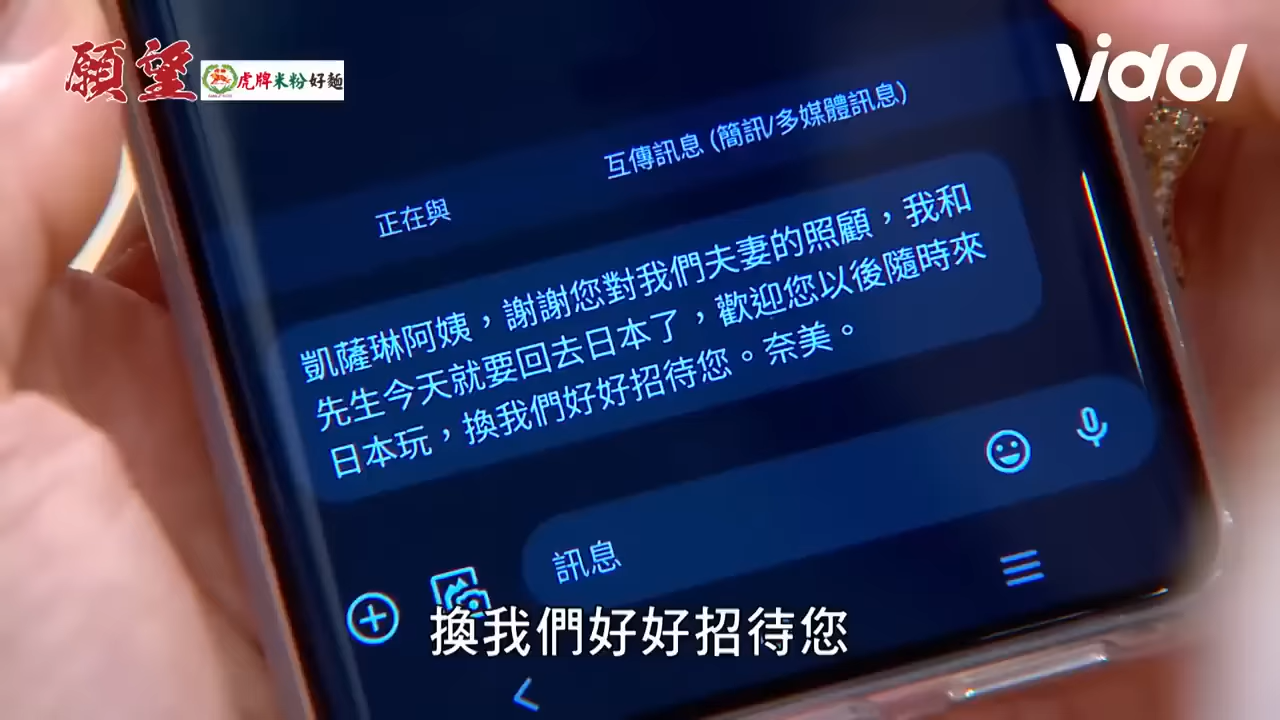 願望
虎牌米粉好麵
Vidol
正在與 互傳訊息 (簡訊/多媒體訊息)
凱薩琳阿姨，謝謝您對我們夫妻的照顧，我和
先生今天就要回去日本了，歡迎您以後隨時來
日本玩，換我們好好招待您。奈美。
訊息
換我們好好招待您